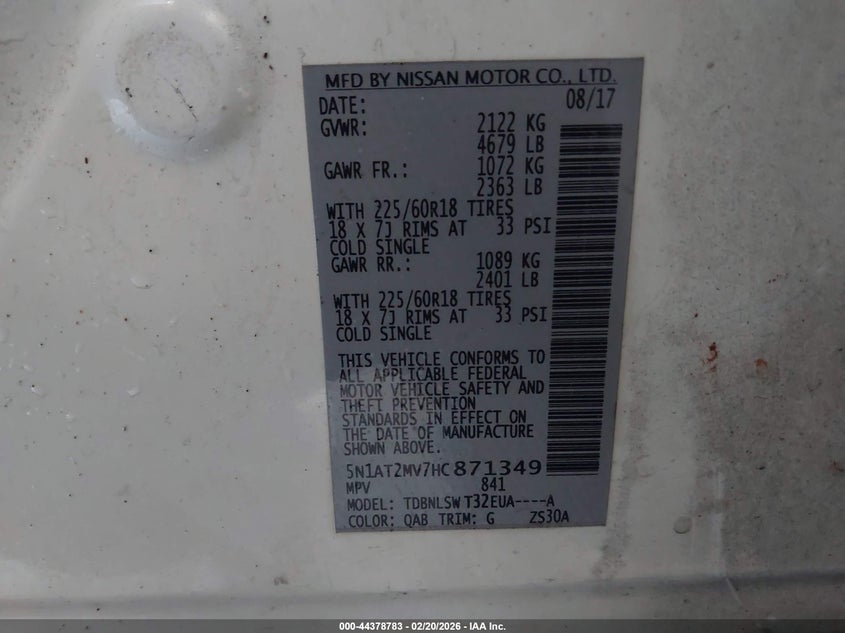 MFD BY NISSAN MOTOR CO., LTD.
DATE: 08/17
GVWR: 2122 KG
4679 LB
GAWR FR.: 1072 KG
2363 LB
WITH 225/60R18 TIRES
18 X 7J RIMS AT 33 PSI
COLD SINGLE
GAWR RR.: 1089 KG
2401 LB
WITH 225/60R18 TIRES
18 X 7J RIMS AT 33 PSI
COLD SINGLE
THIS VEHICLE CONFORMS TO
ALL APPLICABLE FEDERAL
MOTOR VEHICLE SAFETY AND
THEFT PREVENTION
STANDARDS IN EFFECT ON
THE DATE OF MANUFACTURE
SHOWN ABOVE.
5N1AT2MV7HC871349
MPV 841
MODEL: TDBNLSW T32EUA----A
COLOR: QAB TRIM: G ZS30A
000-44378783 - 02/20/2026 - IAA Inc.